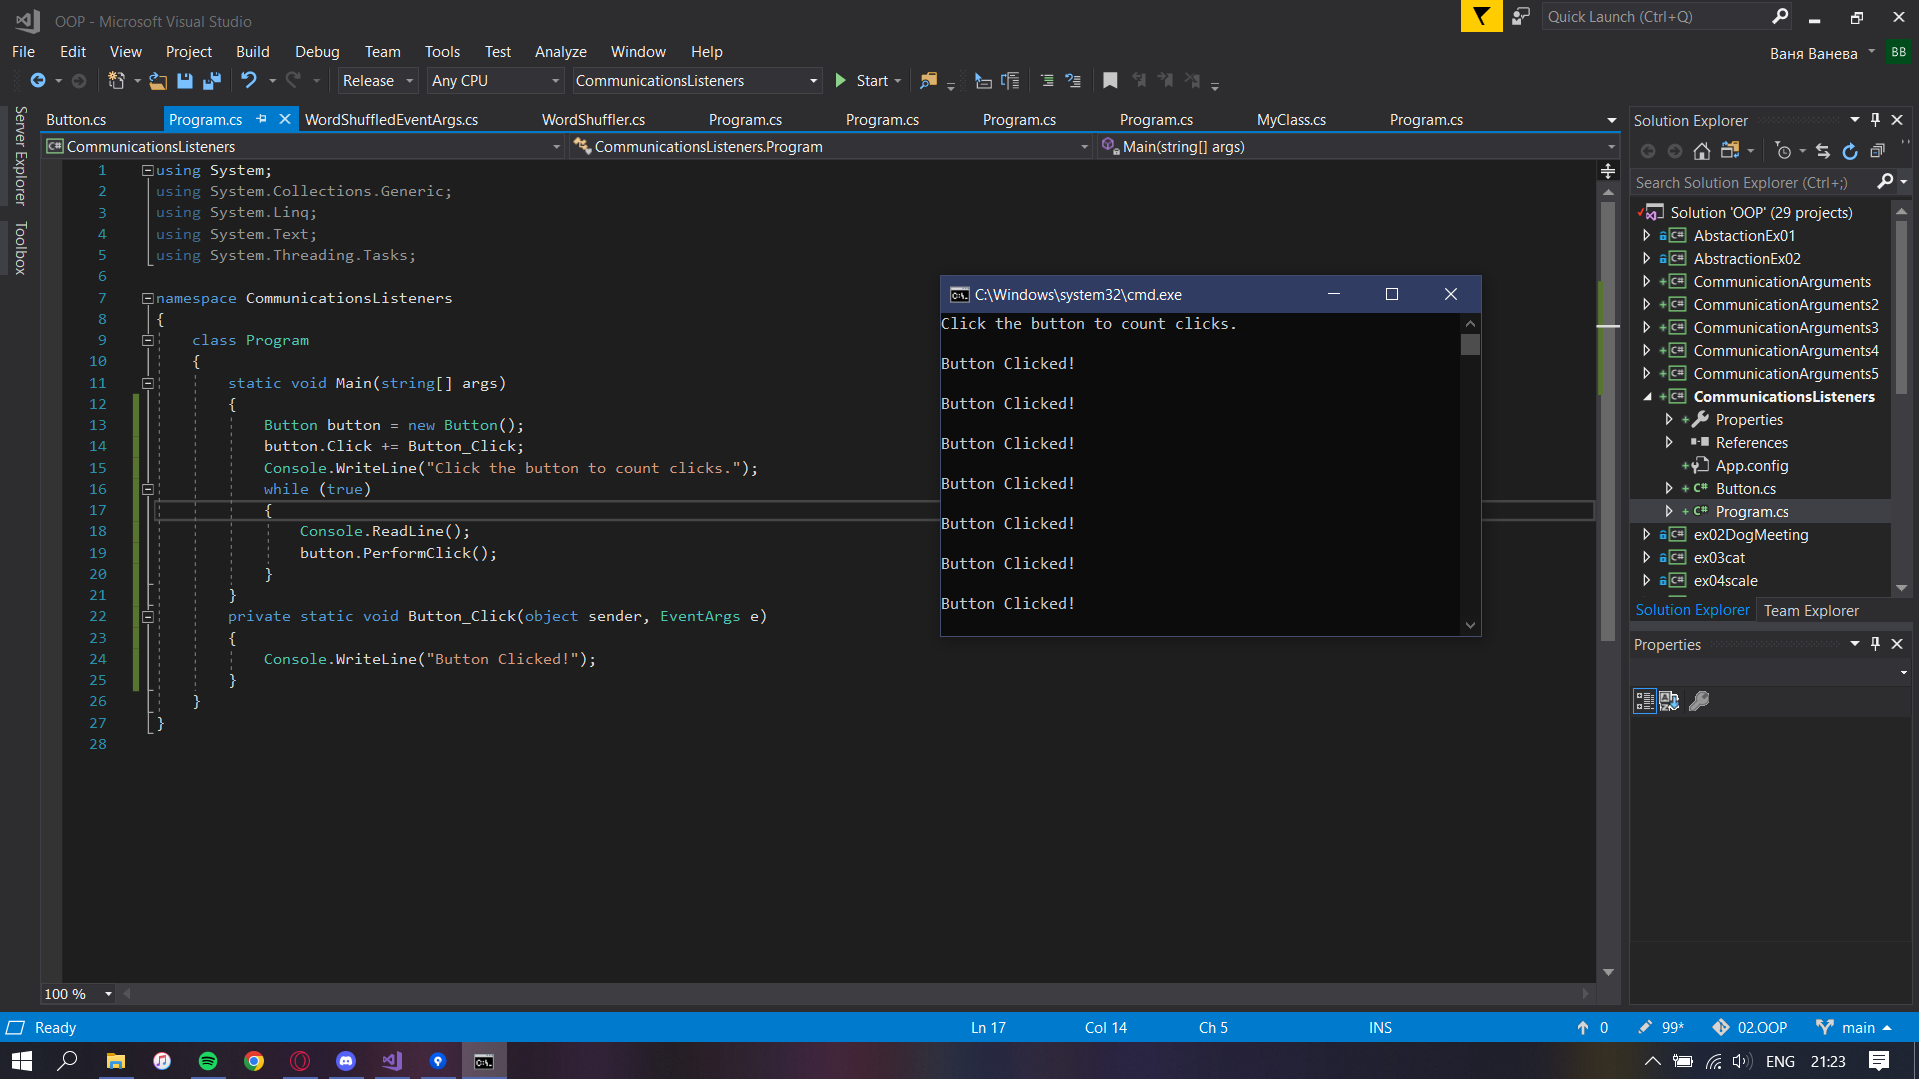 OOP - Microsoft Visual Studio
Quick Launch (Ctrl+Q)
File Edit View Project Build Debug Team Tools Test Analyze Window Help
Ваня Ванева BB
Release Any CPU CommunicationsListeners Start
Server Explorer
Toolbox
Button.cs Program.cs WordShuffledEventArgs.cs WordShuffler.cs Program.cs Program.cs Program.cs Program.cs MyClass.cs Program.cs
C# CommunicationsListeners CommunicationsListeners.Program Main(string[] args)
1 using System;
2 using System.Collections.Generic;
3 using System.Linq;
4 using System.Text;
5 using System.Threading.Tasks;
6
7 namespace CommunicationsListeners
8 {
9 class Program
10 {
11 static void Main(string[] args)
12 {
13 Button button = new Button();
14 button.Click += Button_Click;
15 Console.WriteLine("Click the button to count clicks.");
16 while (true)
17 {
18 Console.ReadLine();
19 button.PerformClick();
20 }
21 }
22 private static void Button_Click(object sender, EventArgs e)
23 {
24 Console.WriteLine("Button Clicked!");
25 }
26 }
27 }
28
C:\Windows\system32\cmd.exe
Click the button to count clicks.
Button Clicked!
Button Clicked!
Button Clicked!
Button Clicked!
Button Clicked!
Button Clicked!
Button Clicked!
Solution Explorer
Search Solution Explorer (Ctrl+;)
Solution 'OOP' (29 projects)
C# AbstactionEx01
C# AbstractionEx02
C# CommunicationArguments
C# CommunicationArguments2
C# CommunicationArguments3
C# CommunicationArguments4
C# CommunicationArguments5
C# CommunicationsListeners
Properties
References
App.config
C# Button.cs
C# Program.cs
C# ex02DogMeeting
C# ex03cat
C# ex04scale
Solution Explorer Team Explorer
Properties
100 %
Ready Ln 17 Col 14 Ch 5 INS 0 99* 02.OOP main
ENG 21:23